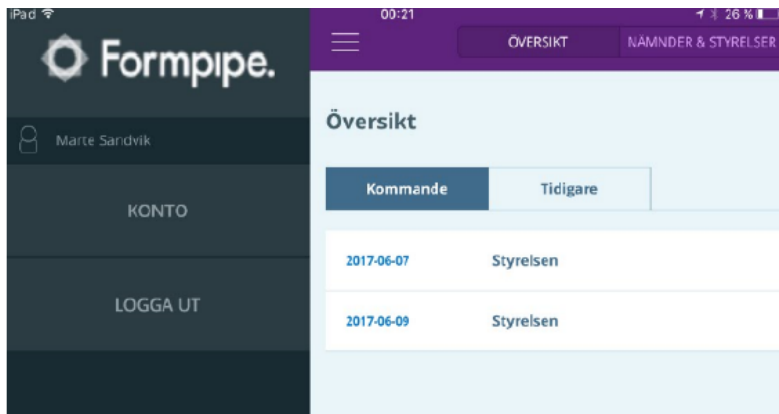 iPad
00:21
26 %
Formpipe.
ÖVERSIKT
NÄMNDER & STYRELSER
Marte Sandvik
KONTO
LOGGA UT
Översikt
Kommande
Tidigare
2017-06-07
Styrelsen
2017-06-09
Styrelsen